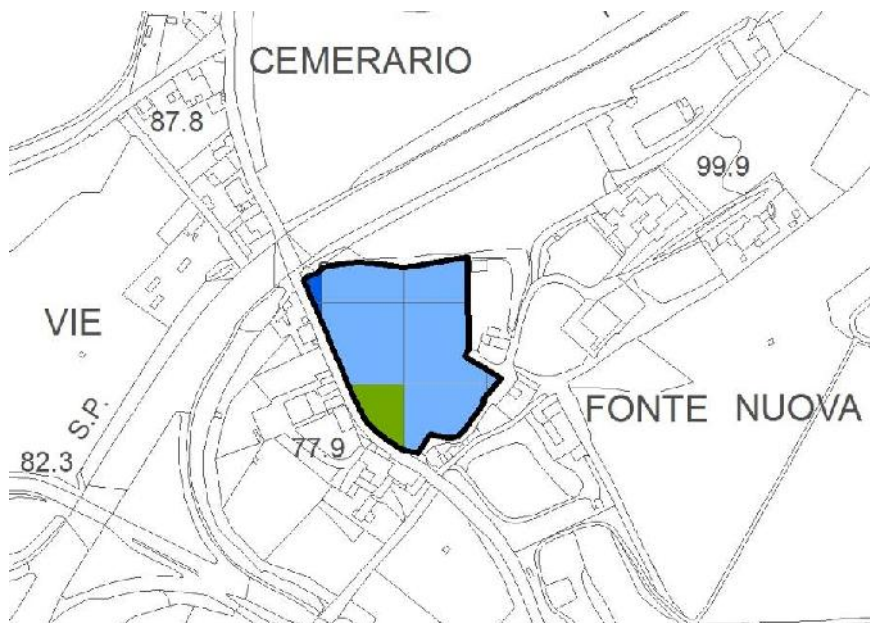 CEMERARIO
87.8
99.9
VIE
S.P.
FONTE NUOVA
77.9
82.3